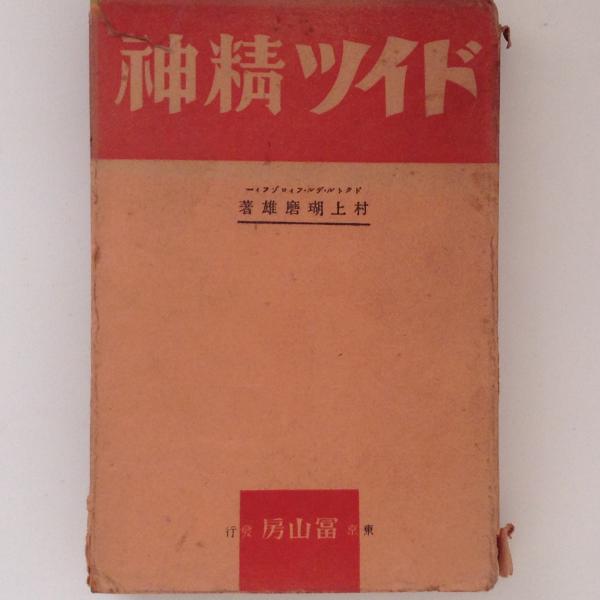 ドイツ精神
ドクトル・デル・フィロゾフィー
村上瑚磨雄著
東京 冨山房 發行